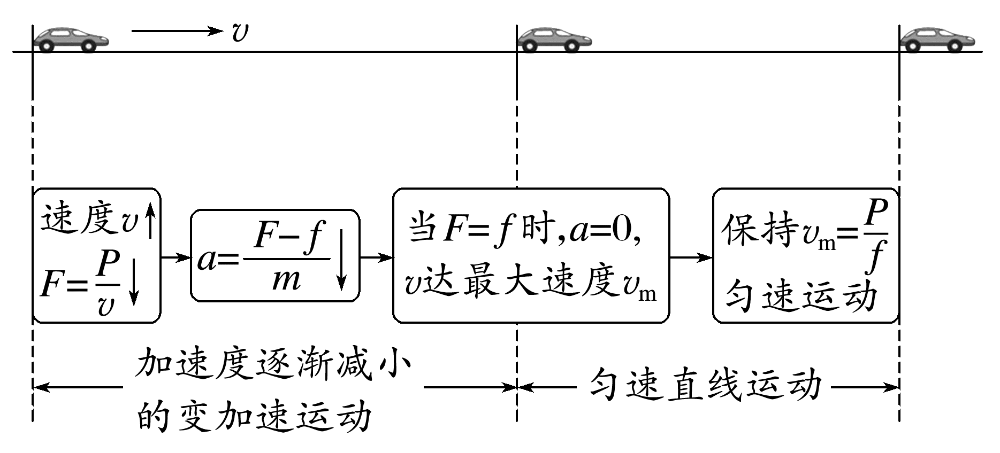 v
速度v↑
F=P/v↓
a=F-f/m↓
当F=f时,a=0,
v达最大速度vm
保持vm=P/f
匀速运动
加速度逐渐减小
的变加速运动
匀速直线运动